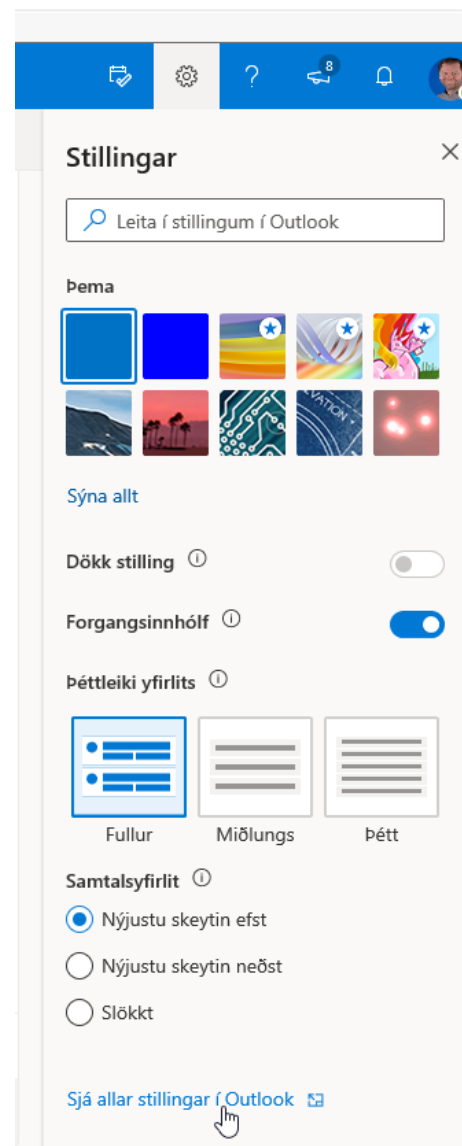 8
Stillingar
Leita í stillingum í Outlook
Þema
VATION
Sýna allt
Dökk stilling
Forgangsinnhólf
Þéttleiki yfirlits
Fullur Miðlungs Þétt
Samtalsyfirlit
Nýjustu skeytin efst
Nýjustu skeytin neðst
Slökkt
Sjá allar stillingar í Outlook